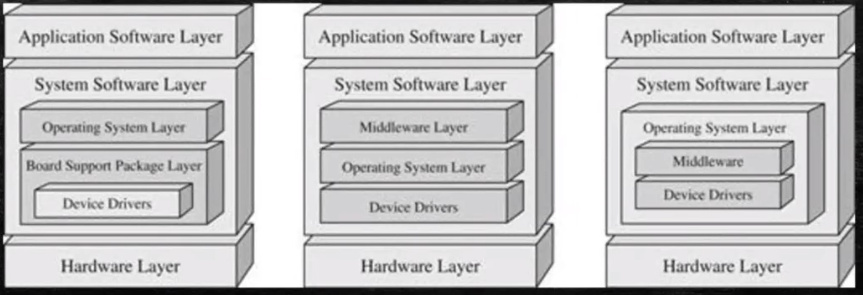 Application Software Layer
System Software Layer
Operating System Layer
Board Support Package Layer
Device Drivers
Hardware Layer
Application Software Layer
System Software Layer
Middleware Layer
Operating System Layer
Device Drivers
Hardware Layer
Application Software Layer
System Software Layer
Operating System Layer
Middleware
Device Drivers
Hardware Layer